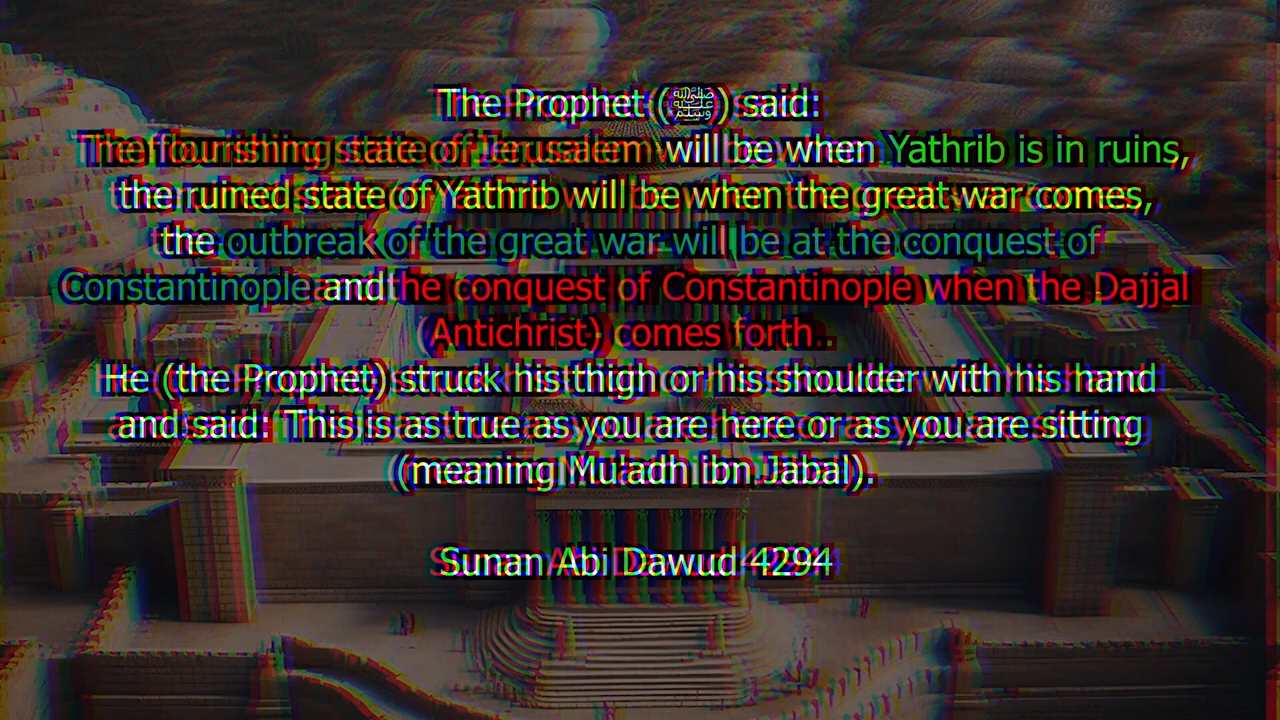 The Prophet (ﷺ) said:
The flourishing state of Jerusalem will be when Yathrib is in ruins,
the ruined state of Yathrib will be when the great war comes,
the outbreak of the great war will be at the conquest of
Constantinople and the conquest of Constantinople when the Dajjal
(Antichrist) comes forth.
He (the Prophet) struck his thigh or his shoulder with his hand
and said: This is as true as you are here or as you are sitting
(meaning Mu'adh ibn Jabal).
Sunan Abi Dawud 4294